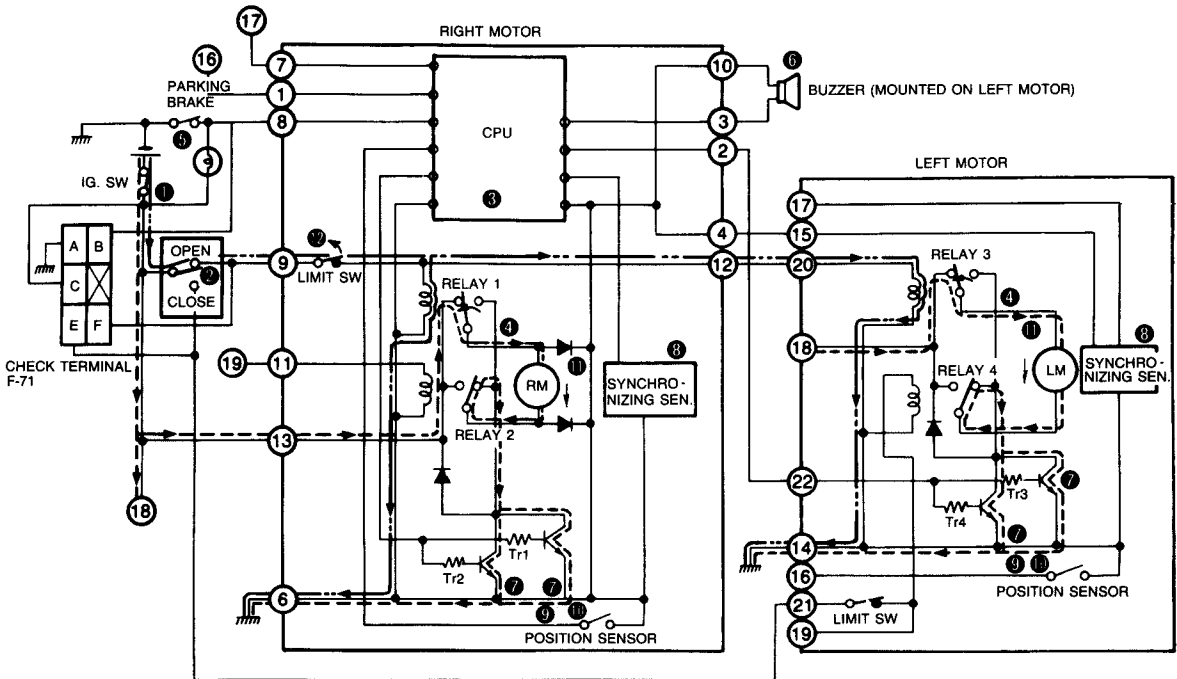 RIGHT MOTOR
17
16
7
PARKING
BRAKE
1
8
5
IG. SW
1
CPU
3
10
3
2
6
BUZZER (MOUNTED ON LEFT MOTOR)
LEFT MOTOR
17
A B
C
E F
OPEN
12
CLOSE
9
12
LIMIT SW
4
12
15
20
RELAY 1
RELAY 3
4
4
11
CHECK TERMINAL
F-71
19
11
RM
11
8
SYNCHRO-
NIZING SEN.
18
LM
8
SYNCHRO-
NIZING SEN.
RELAY 2
RELAY 4
13
18
22
7
Tr3
Tr4
Tr1
Tr2
7
7
7
14
9
16
POSITION SENSOR
6
9
POSITION SENSOR
21
LIMIT SW
19